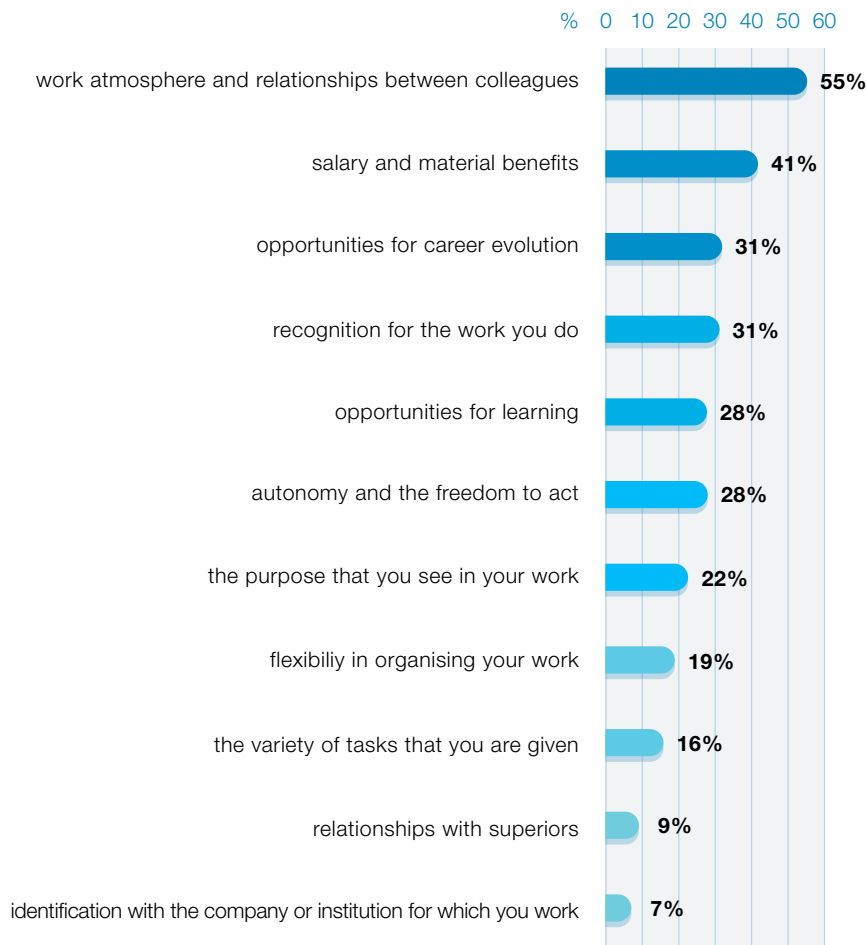 % 0 10 20 30 40 50 60
work atmosphere and relationships between colleagues 55%
salary and material benefits 41%
opportunities for career evolution 31%
recognition for the work you do 31%
opportunities for learning 28%
autonomy and the freedom to act 28%
the purpose that you see in your work 22%
flexibiliy in organising your work 19%
the variety of tasks that you are given 16%
relationships with superiors 9%
identification with the company or institution for which you work 7%